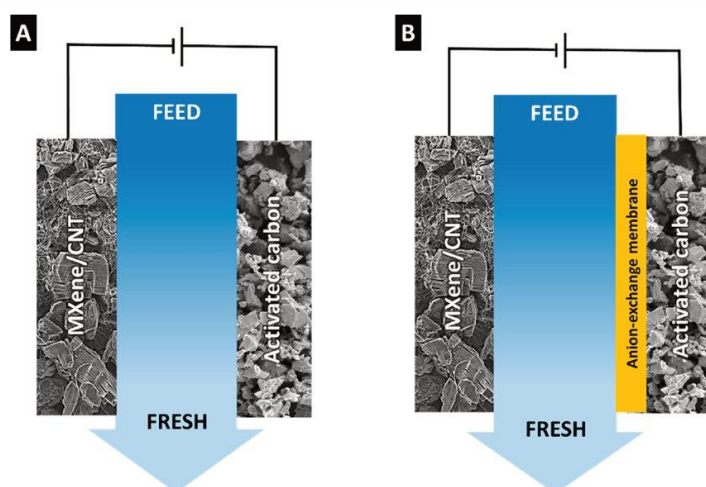 A
FEED
MXene/CNT
Activated carbon
FRESH
B
FEED
MXene/CNT
Anion-exchange membrane
Activated carbon
FRESH